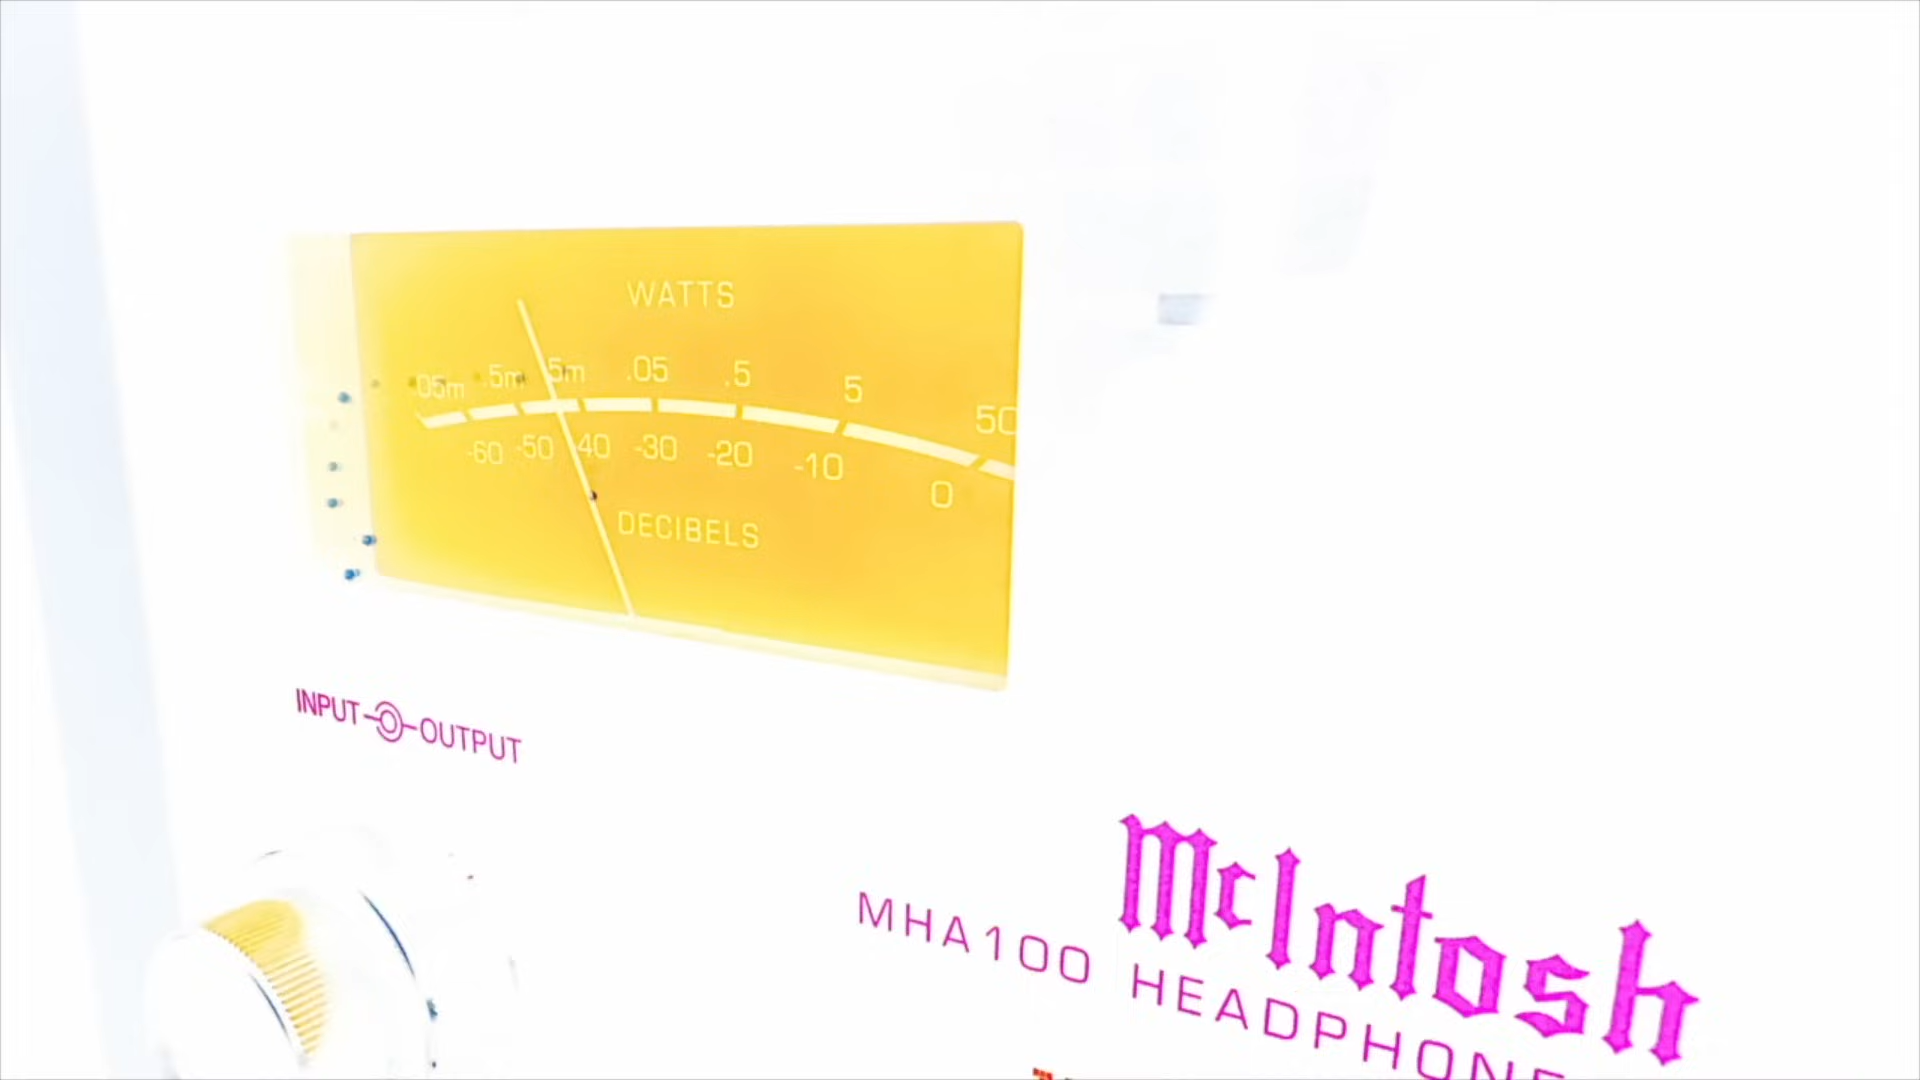 WATTS
.05m .5m 5m .05 .5 5 50
-60 -50 -40 -30 -20 -10 0
DECIBELS
INPUT OUTPUT
McIntosh
MHA100 HEADPHONE